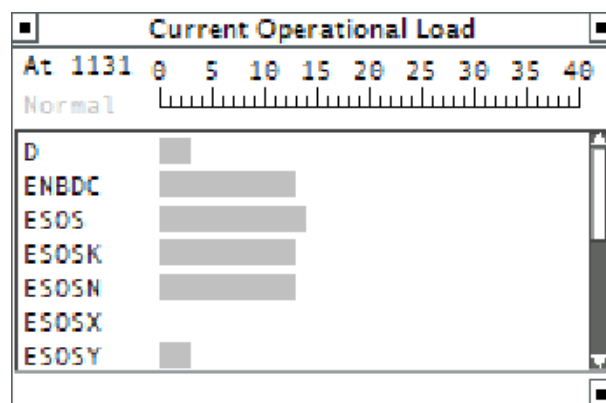 Current Operational Load
At 1131 0 5 10 15 20 25 30 35 40
Normal
D
ENBDC
ESOS
ESOSK
ESOSN
ESOSX
ESOSY